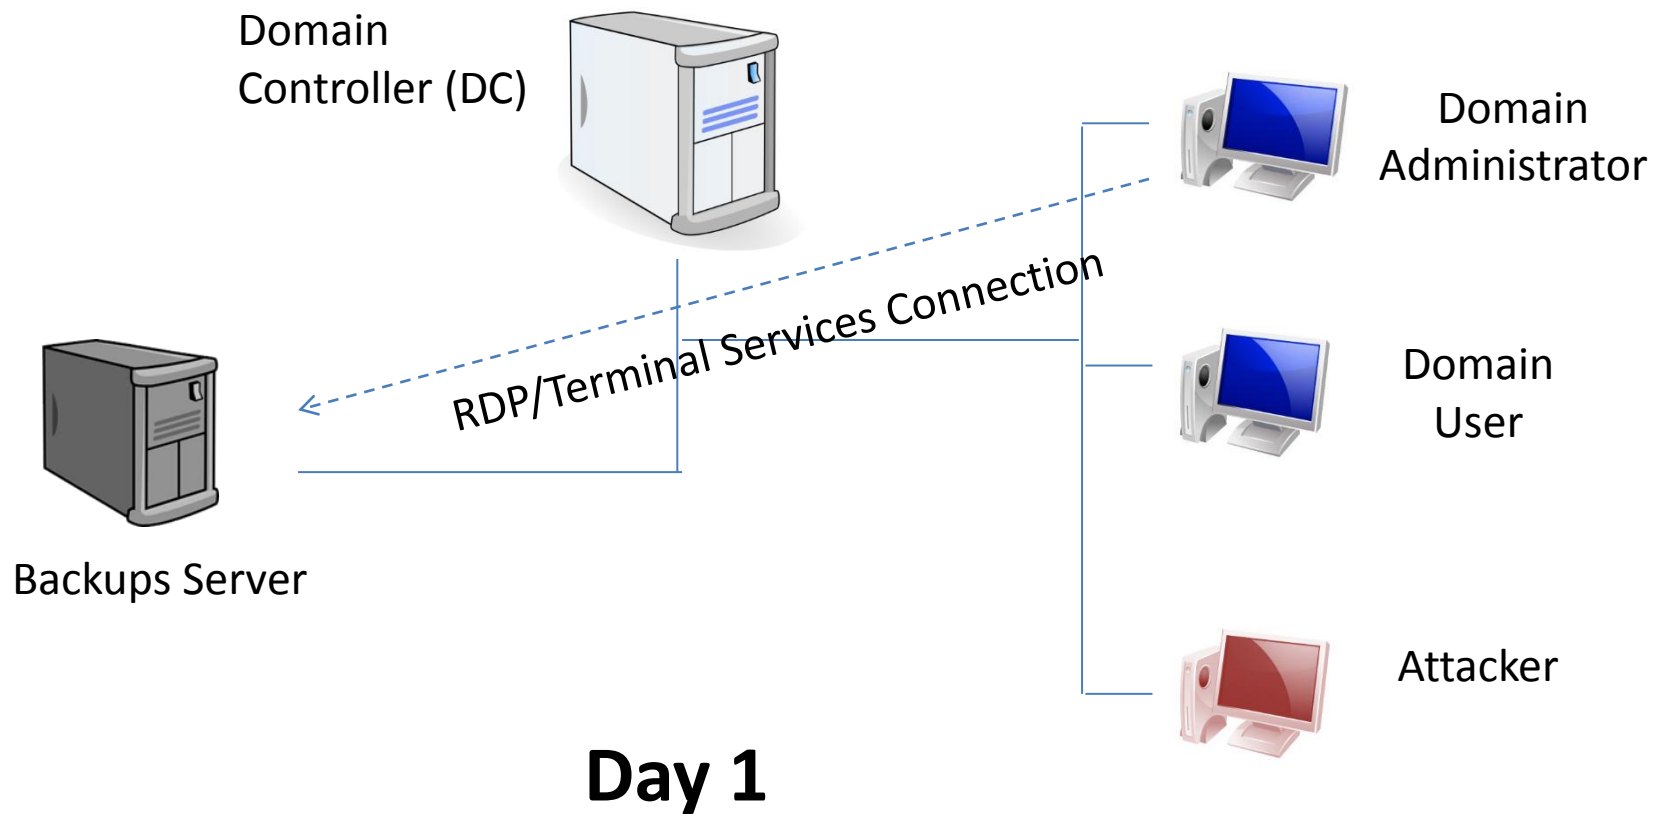 Domain
Controller (DC)
Domain
Administrator
RDP/Terminal Services Connection
Domain
User
Backups Server
Attacker
Day 1